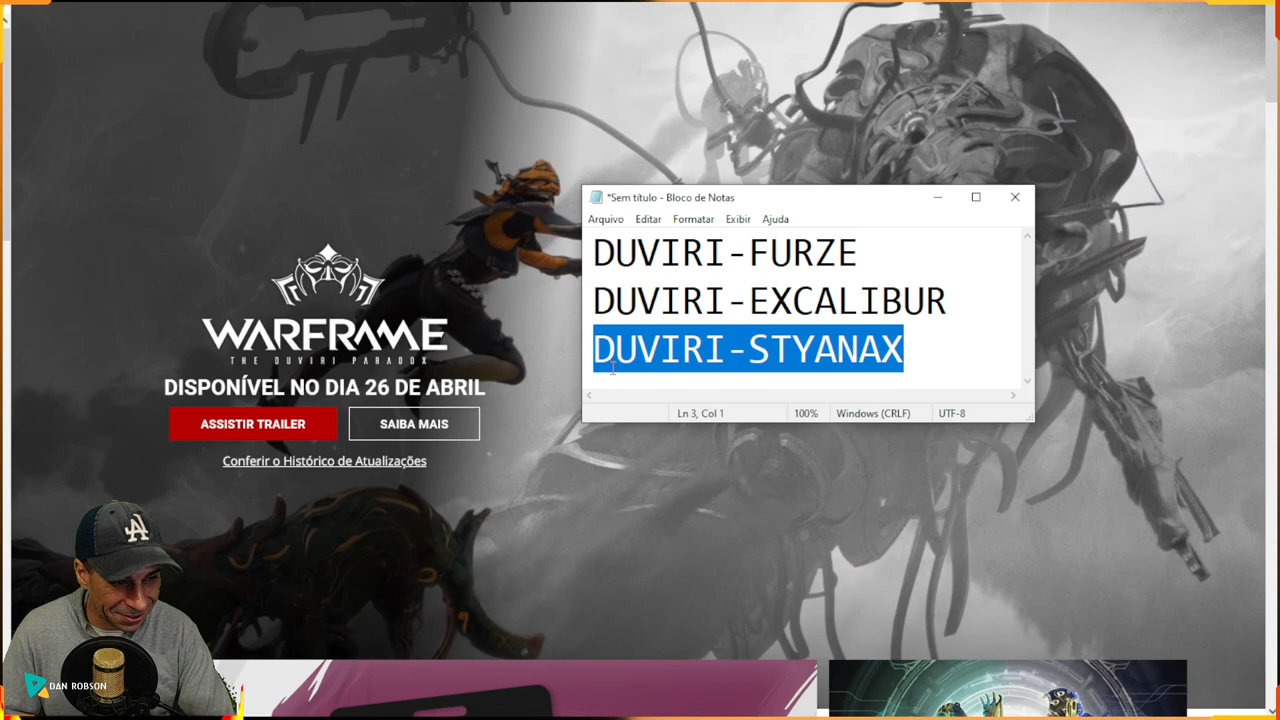 WARFRAME
THE DUVIRI PARADOX
DISPONÍVEL NO DIA 26 DE ABRIL
ASSISTIR TRAILER
SAIBA MAIS
Conferir o Histórico de Atualizações
*Sem título - Bloco de Notas
Arquivo Editar Formatar Exibir Ajuda
DUVIRI-FURZE
DUVIRI-EXCALIBUR
DUVIRI-STYANAX
Ln 3, Col 1 100% Windows (CRLF) UTF-8
LA
DAN ROBSON